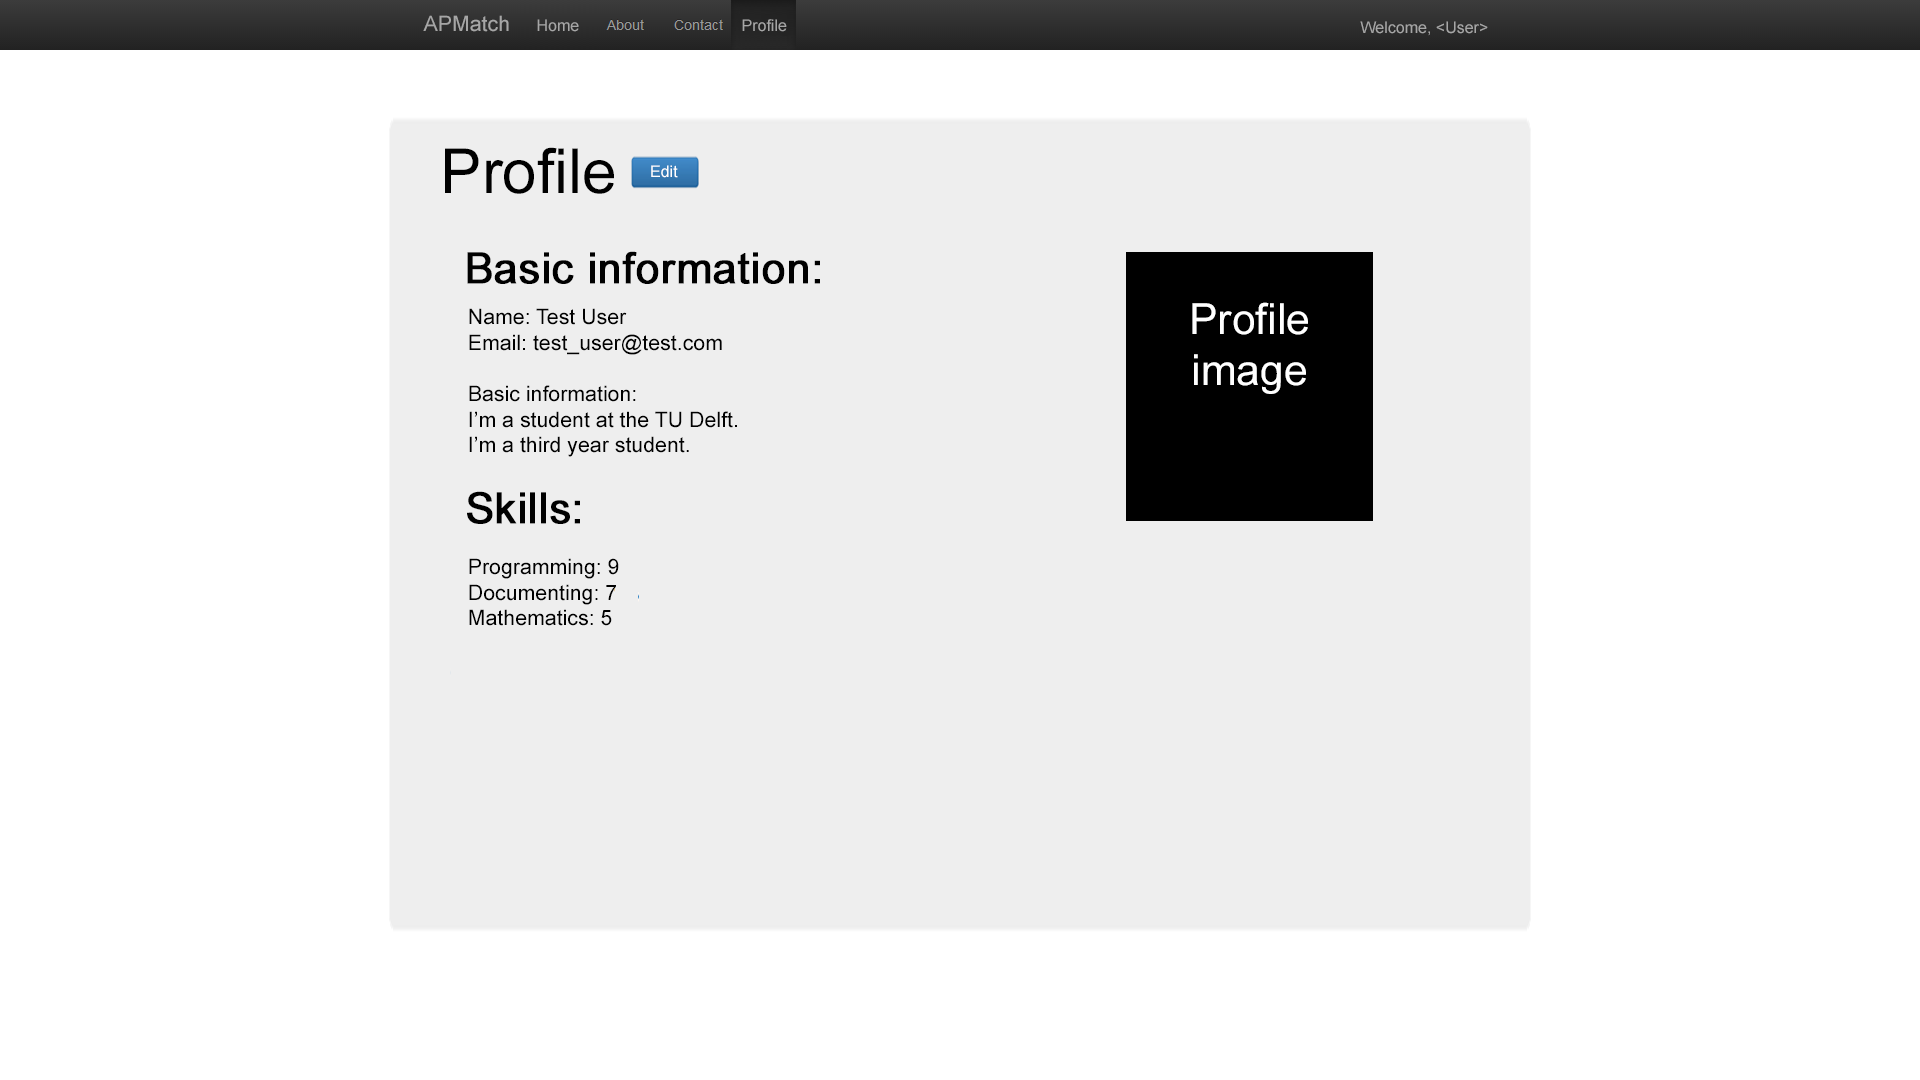 APMatch Home About Contact Profile Welcome, <User>
Profile Edit
Basic information:
Name: Test User
Email: test_user@test.com
Basic information:
I’m a student at the TU Delft.
I’m a third year student.
Skills:
Programming: 9
Documenting: 7
Mathematics: 5
Profile
image